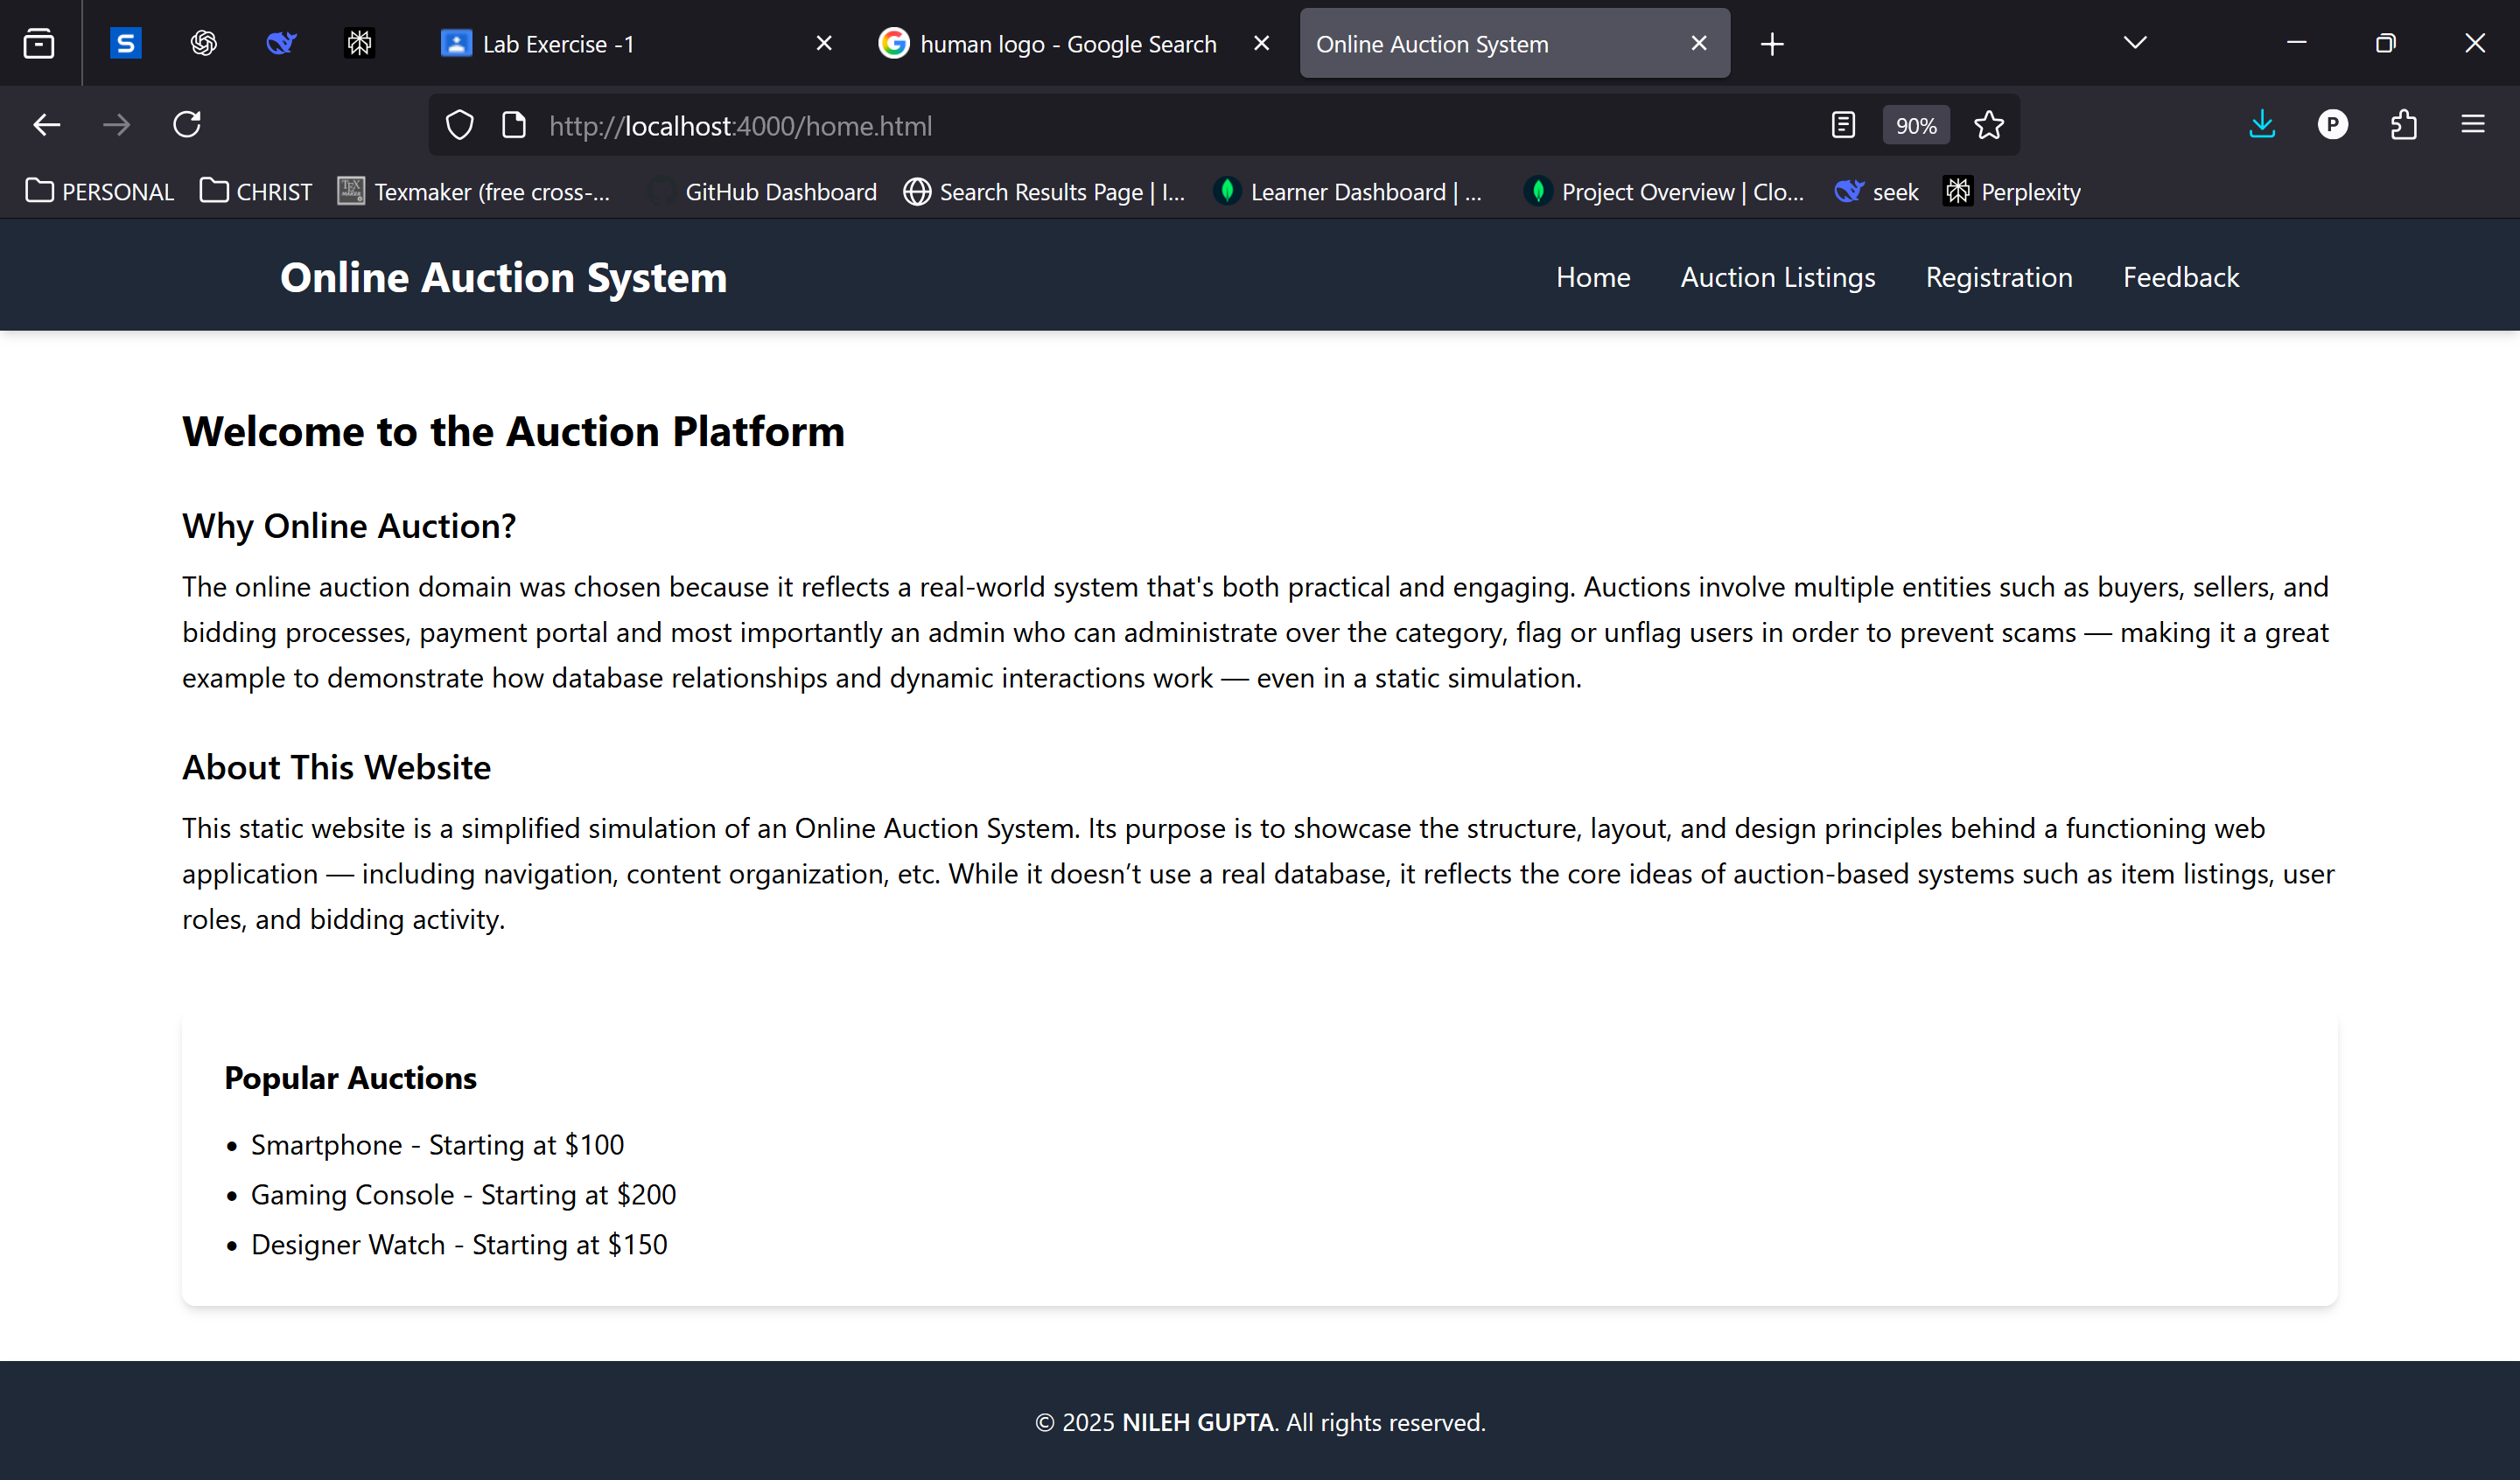 Lab Exercise -1
human logo - Google Search
Online Auction System
http://localhost:4000/home.html
90%
P
PERSONAL
CHRIST
Texmaker (free cross-...
GitHub Dashboard
Search Results Page | I...
Learner Dashboard | ...
Project Overview | Clo...
seek
Perplexity
Online Auction System
Home
Auction Listings
Registration
Feedback
Welcome to the Auction Platform
Why Online Auction?
The online auction domain was chosen because it reflects a real-world system that's both practical and engaging. Auctions involve multiple entities such as buyers, sellers, and
bidding processes, payment portal and most importantly an admin who can administrate over the category, flag or unflag users in order to prevent scams — making it a great
example to demonstrate how database relationships and dynamic interactions work — even in a static simulation.
About This Website
This static website is a simplified simulation of an Online Auction System. Its purpose is to showcase the structure, layout, and design principles behind a functioning web
application — including navigation, content organization, etc. While it doesn’t use a real database, it reflects the core ideas of auction-based systems such as item listings, user
roles, and bidding activity.
Popular Auctions
• Smartphone - Starting at $100
• Gaming Console - Starting at $200
• Designer Watch - Starting at $150
© 2025 NILEH GUPTA. All rights reserved.